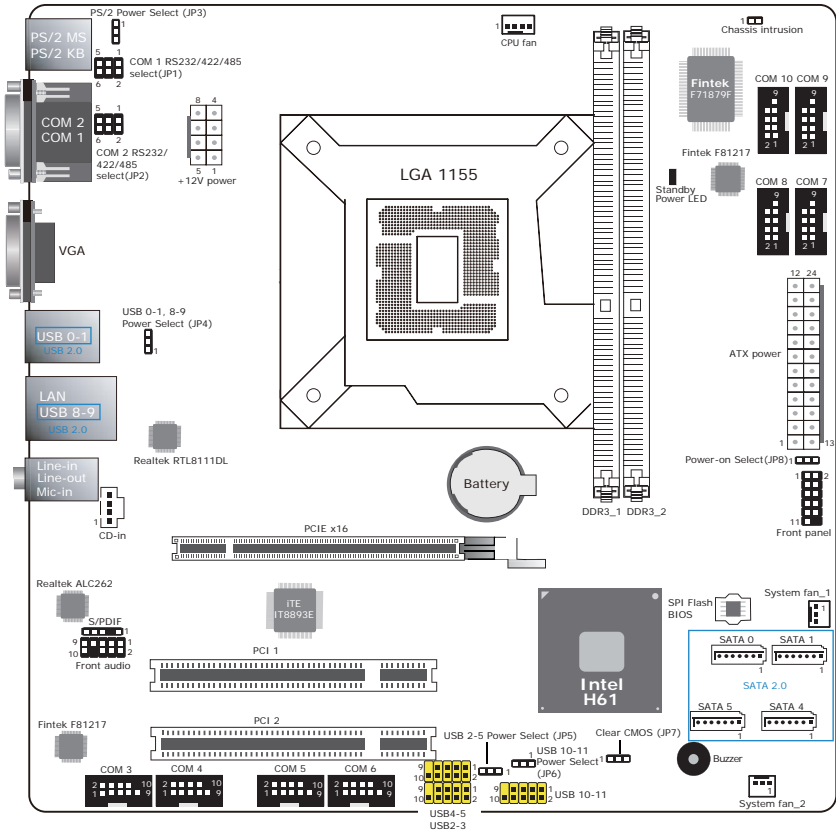 PS/2 Power Select (JP3)
1
PS/2 MS
PS/2 KB
5 1
6 2
COM 1 RS232/422/485
select(JP1)
CPU fan
1
1
Chassis intrusion
COM 2
COM 1
5 1
6 2
COM 2 RS232/
422/485
select(JP2)
8 4
5 1
+12V power
LGA 1155
Fintek
F71879F
COM 10 COM 9
9
2 1
9
2 1
Fintek F81217
Standby
Power LED
COM 8 COM 7
9
2 1
9
2 1
VGA
USB 0-1, 8-9
Power Select (JP4)
1
USB 0-1
USB 2.0
LAN
USB 8-9
USB 2.0
12 24
ATX power
1 13
Realtek RTL8111DL
Line-in
Line-out
Mic-in
1
CD-in
Battery
DDR3_1 DDR3_2
Power-on Select(JP8) 1
1 2
11
Front panel
PCIE x16
Realtek ALC262
S/PDIF
1
9 1
10 2
Front audio
iTE
IT8893E
PCI 1
Intel
H61
SPI Flash
BIOS
System fan_1
1
SATA 0 SATA 1
1 1
SATA 2.0
SATA 5 SATA 4
1 1
Fintek F81217
PCI 2
USB 2-5 Power Select (JP5)
1
1
USB 10-11
Power Select
(JP6)
Clear CMOS (JP7)
1
Buzzer
COM 3
2 10
1 9
COM 4
2 10
1 9
COM 5
2 10
1 9
COM 6
2 10
1 9
9 1
10 2
9 1
10 2
USB4-5
USB2-3
9 1
10 2
USB 10-11
1
System fan_2